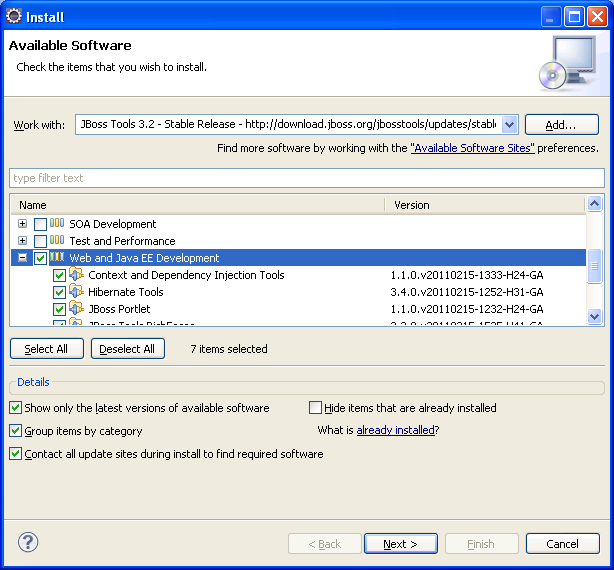 Install
Available Software
Check the items that you wish to install.
Work with: JBoss Tools 3.2 - Stable Release - http://download.jboss.org/jbosstools/updates/stable Add...
Find more software by working with the "Available Software Sites" preferences.
type filter text
Name Version
SOA Development
Test and Performance
Web and Java EE Development
Context and Dependency Injection Tools 1.1.0.v20110215-1333-H24-GA
Hibernate Tools 3.4.0.v20110215-1252-H31-GA
JBoss Portlet 1.1.0.v20110215-1232-H24-GA
JBoss Tools RichFaces
Select All Deselect All 7 items selected
Details
Show only the latest versions of available software Hide items that are already installed
Group items by category What is already installed?
Contact all update sites during install to find required software
? < Back Next > Finish Cancel